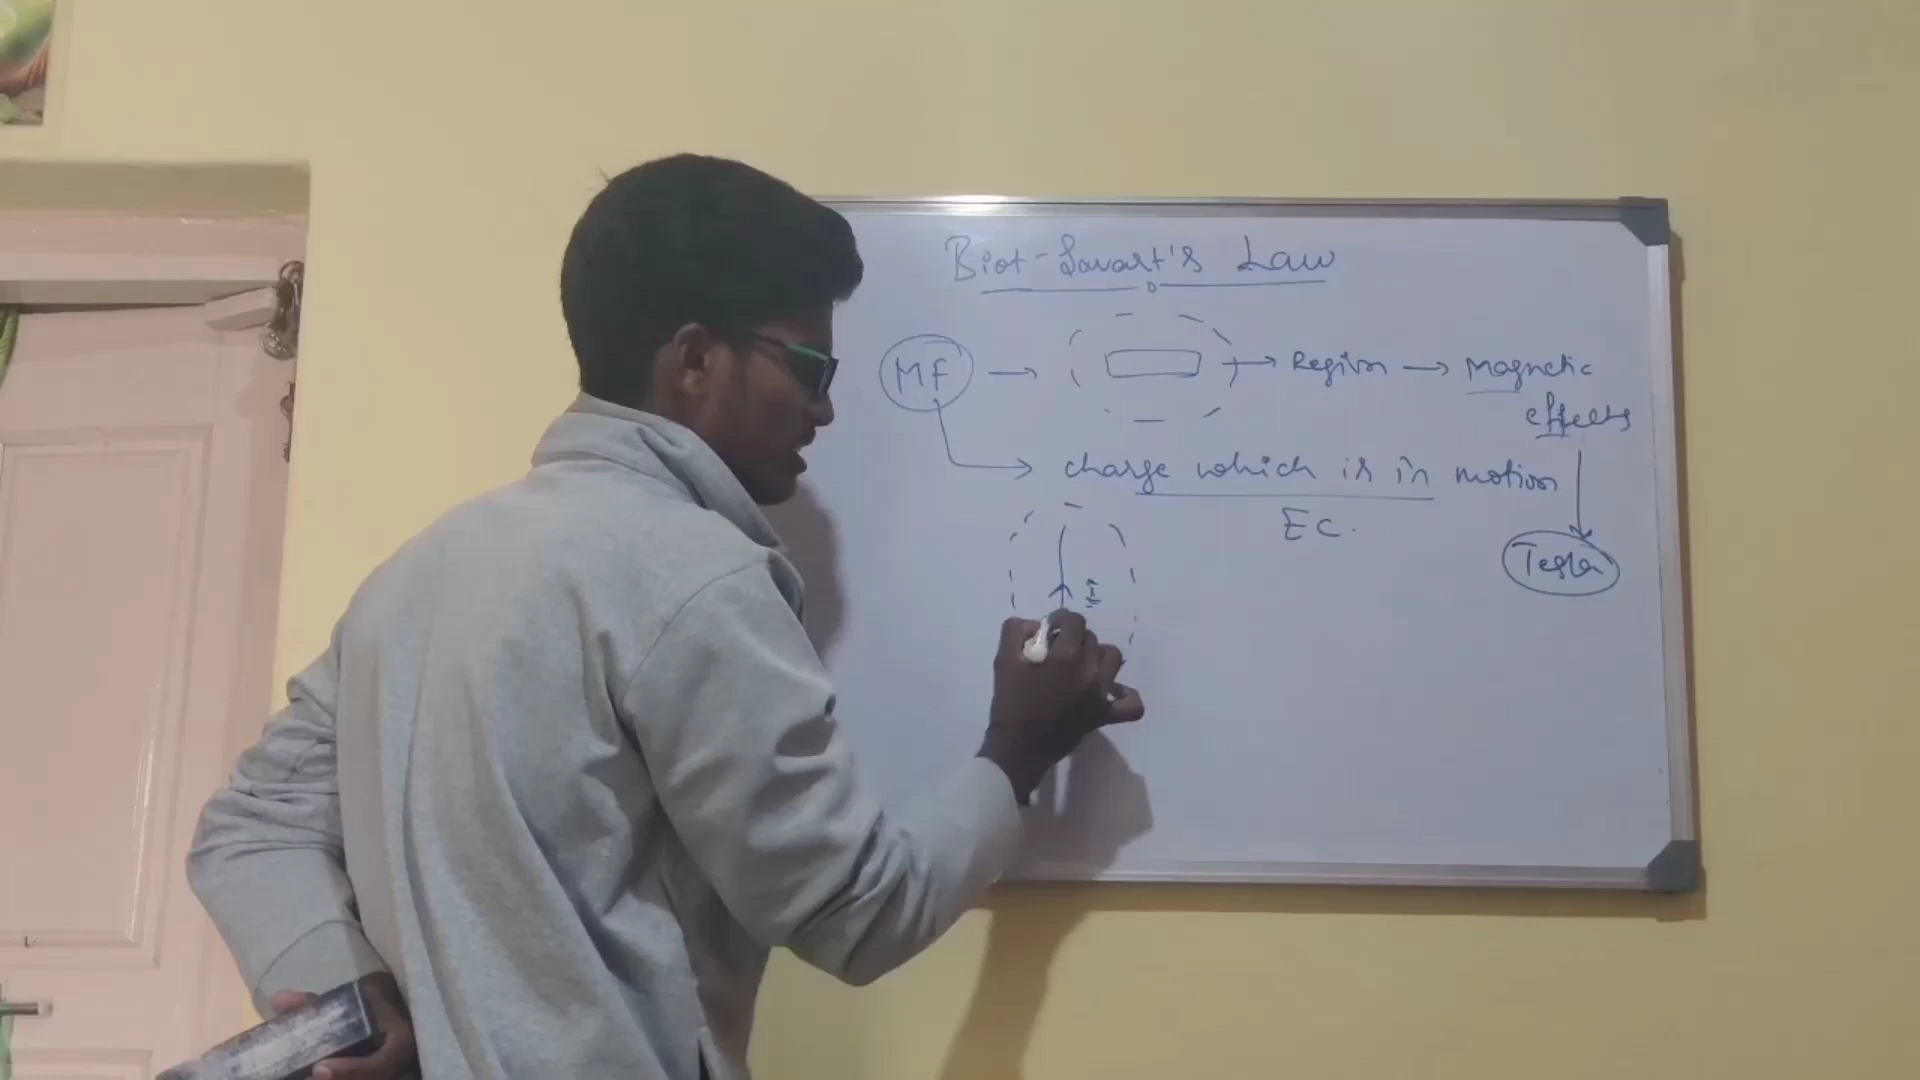 Biot-Savart's Law
MF → Region → Magnetic
effects
charge which is in motion
EC.
Tesla
I